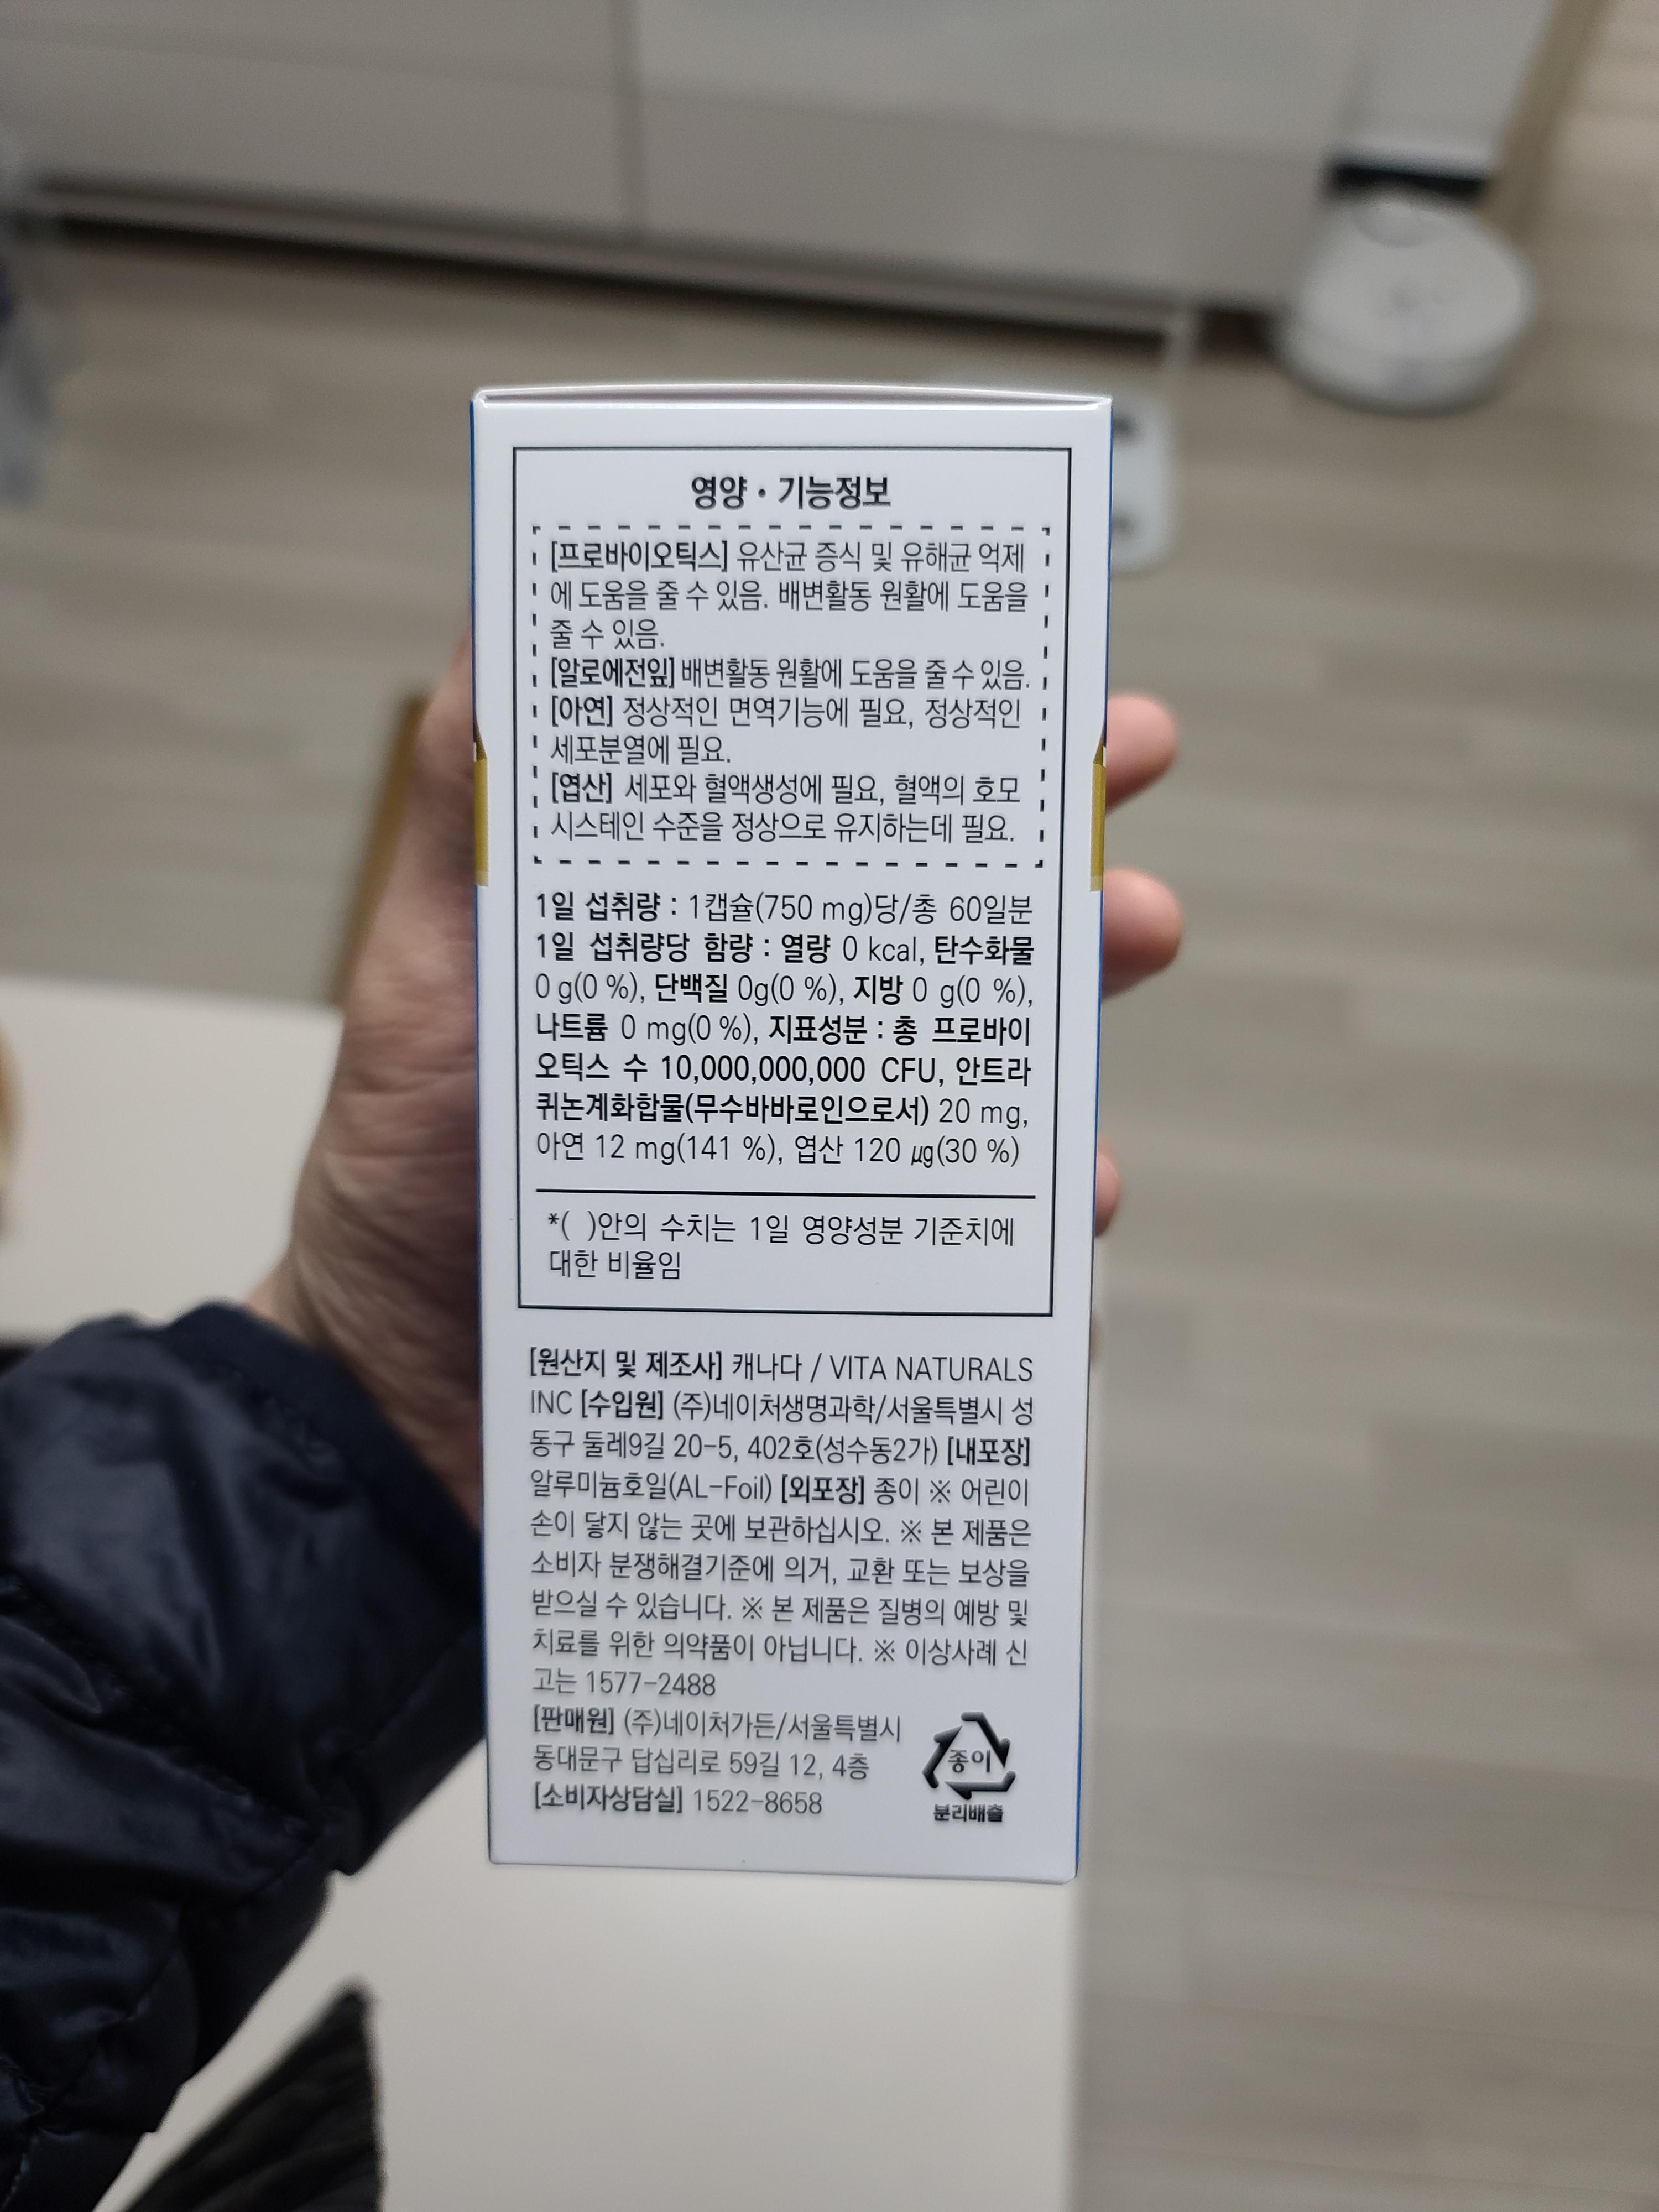 영양 • 기능정보
[프로바이오틱스] 유산균 증식 및 유해균 억제
에 도움을 줄 수 있음. 배변활동 원활에 도움을
줄 수 있음.
[알로에전잎] 배변활동 원활에 도움을 줄 수 있음.
[아연] 정상적인 면역기능에 필요, 정상적인
세포분열에 필요.
[엽산] 세포와 혈액생성에 필요, 혈액의 호모
시스테인 수준을 정상으로 유지하는데 필요.
1일 섭취량 : 1캡슐(750 mg)당/총 60일분
1일 섭취량당 함량 : 열량 0 kcal, 탄수화물
0 g(0 %), 단백질 0g(0 %), 지방 0 g(0 %),
나트륨 0 mg(0 %), 지표성분 : 총 프로바이
오틱스 수 10,000,000,000 CFU, 안트라
퀴논계화합물(무수바바로인으로서) 20 mg,
아연 12 mg(141 %), 엽산 120 ㎍(30 %)
*( )안의 수치는 1일 영양성분 기준치에
대한 비율임
[원산지 및 제조사] 캐나다 / VITA NATURALS
INC [수입원] (주)네이처생명과학/서울특별시 성
동구 둘레9길 20-5, 402호(성수동2가) [내포장]
알루미늄호일(AL-Foil) [외포장] 종이 ※ 어린이
손이 닿지 않는 곳에 보관하십시오. ※ 본 제품은
소비자 분쟁해결기준에 의거, 교환 또는 보상을
받으실 수 있습니다. ※ 본 제품은 질병의 예방 및
치료를 위한 의약품이 아닙니다. ※ 이상사례 신
고는 1577-2488
[판매원] (주)네이처가든/서울특별시
동대문구 답십리로 59길 12, 4층
[소비자상담실] 1522-8658
종이
분리배출